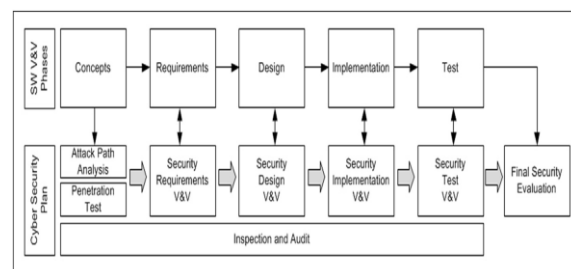 SW V&V
Phases
Concepts
Requirements
Design
Implementation
Test
Cyber Security
Plan
Attack Path
Analysis
Penetration
Test
Security
Requirements
V&V
Security
Design
V&V
Security
Implementation
V&V
Security
Test
V&V
Final Security
Evaluation
Inspection and Audit